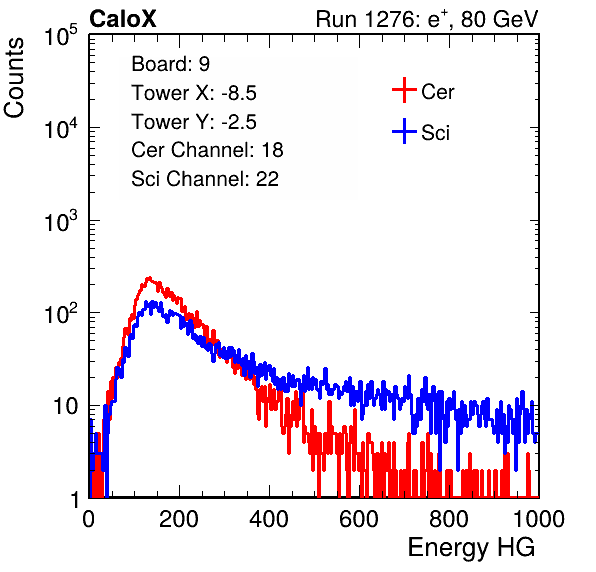 CaloX Run 1276: e⁺, 80 GeV
Counts
10⁵
10⁴
10³
10²
10
1
Board: 9
Tower X: -8.5
Tower Y: -2.5
Cer Channel: 18
Sci Channel: 22
Cer
Sci
0 200 400 600 800 1000
Energy HG